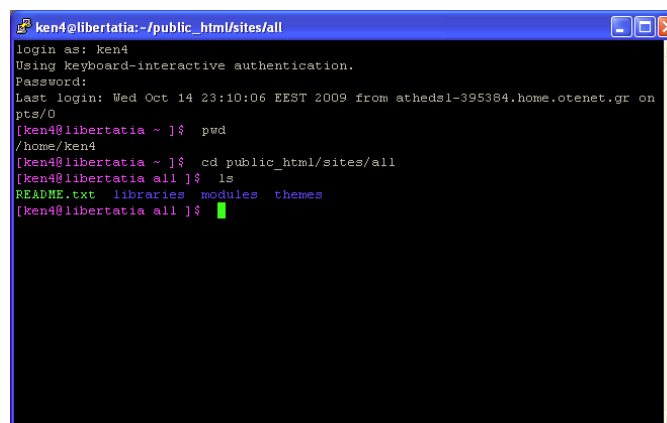 ken4@libertatia:~/public_html/sites/all
login as: ken4
Using keyboard-interactive authentication.
Password:
Last login: Wed Oct 14 23:10:06 EEST 2009 from athedsl-395384.home.otenet.gr on
pts/0
[ken4@libertatia ~ ]$ pwd
/home/ken4
[ken4@libertatia ~ ]$ cd public_html/sites/all
[ken4@libertatia all ]$ ls
README.txt libraries modules themes
[ken4@libertatia all ]$